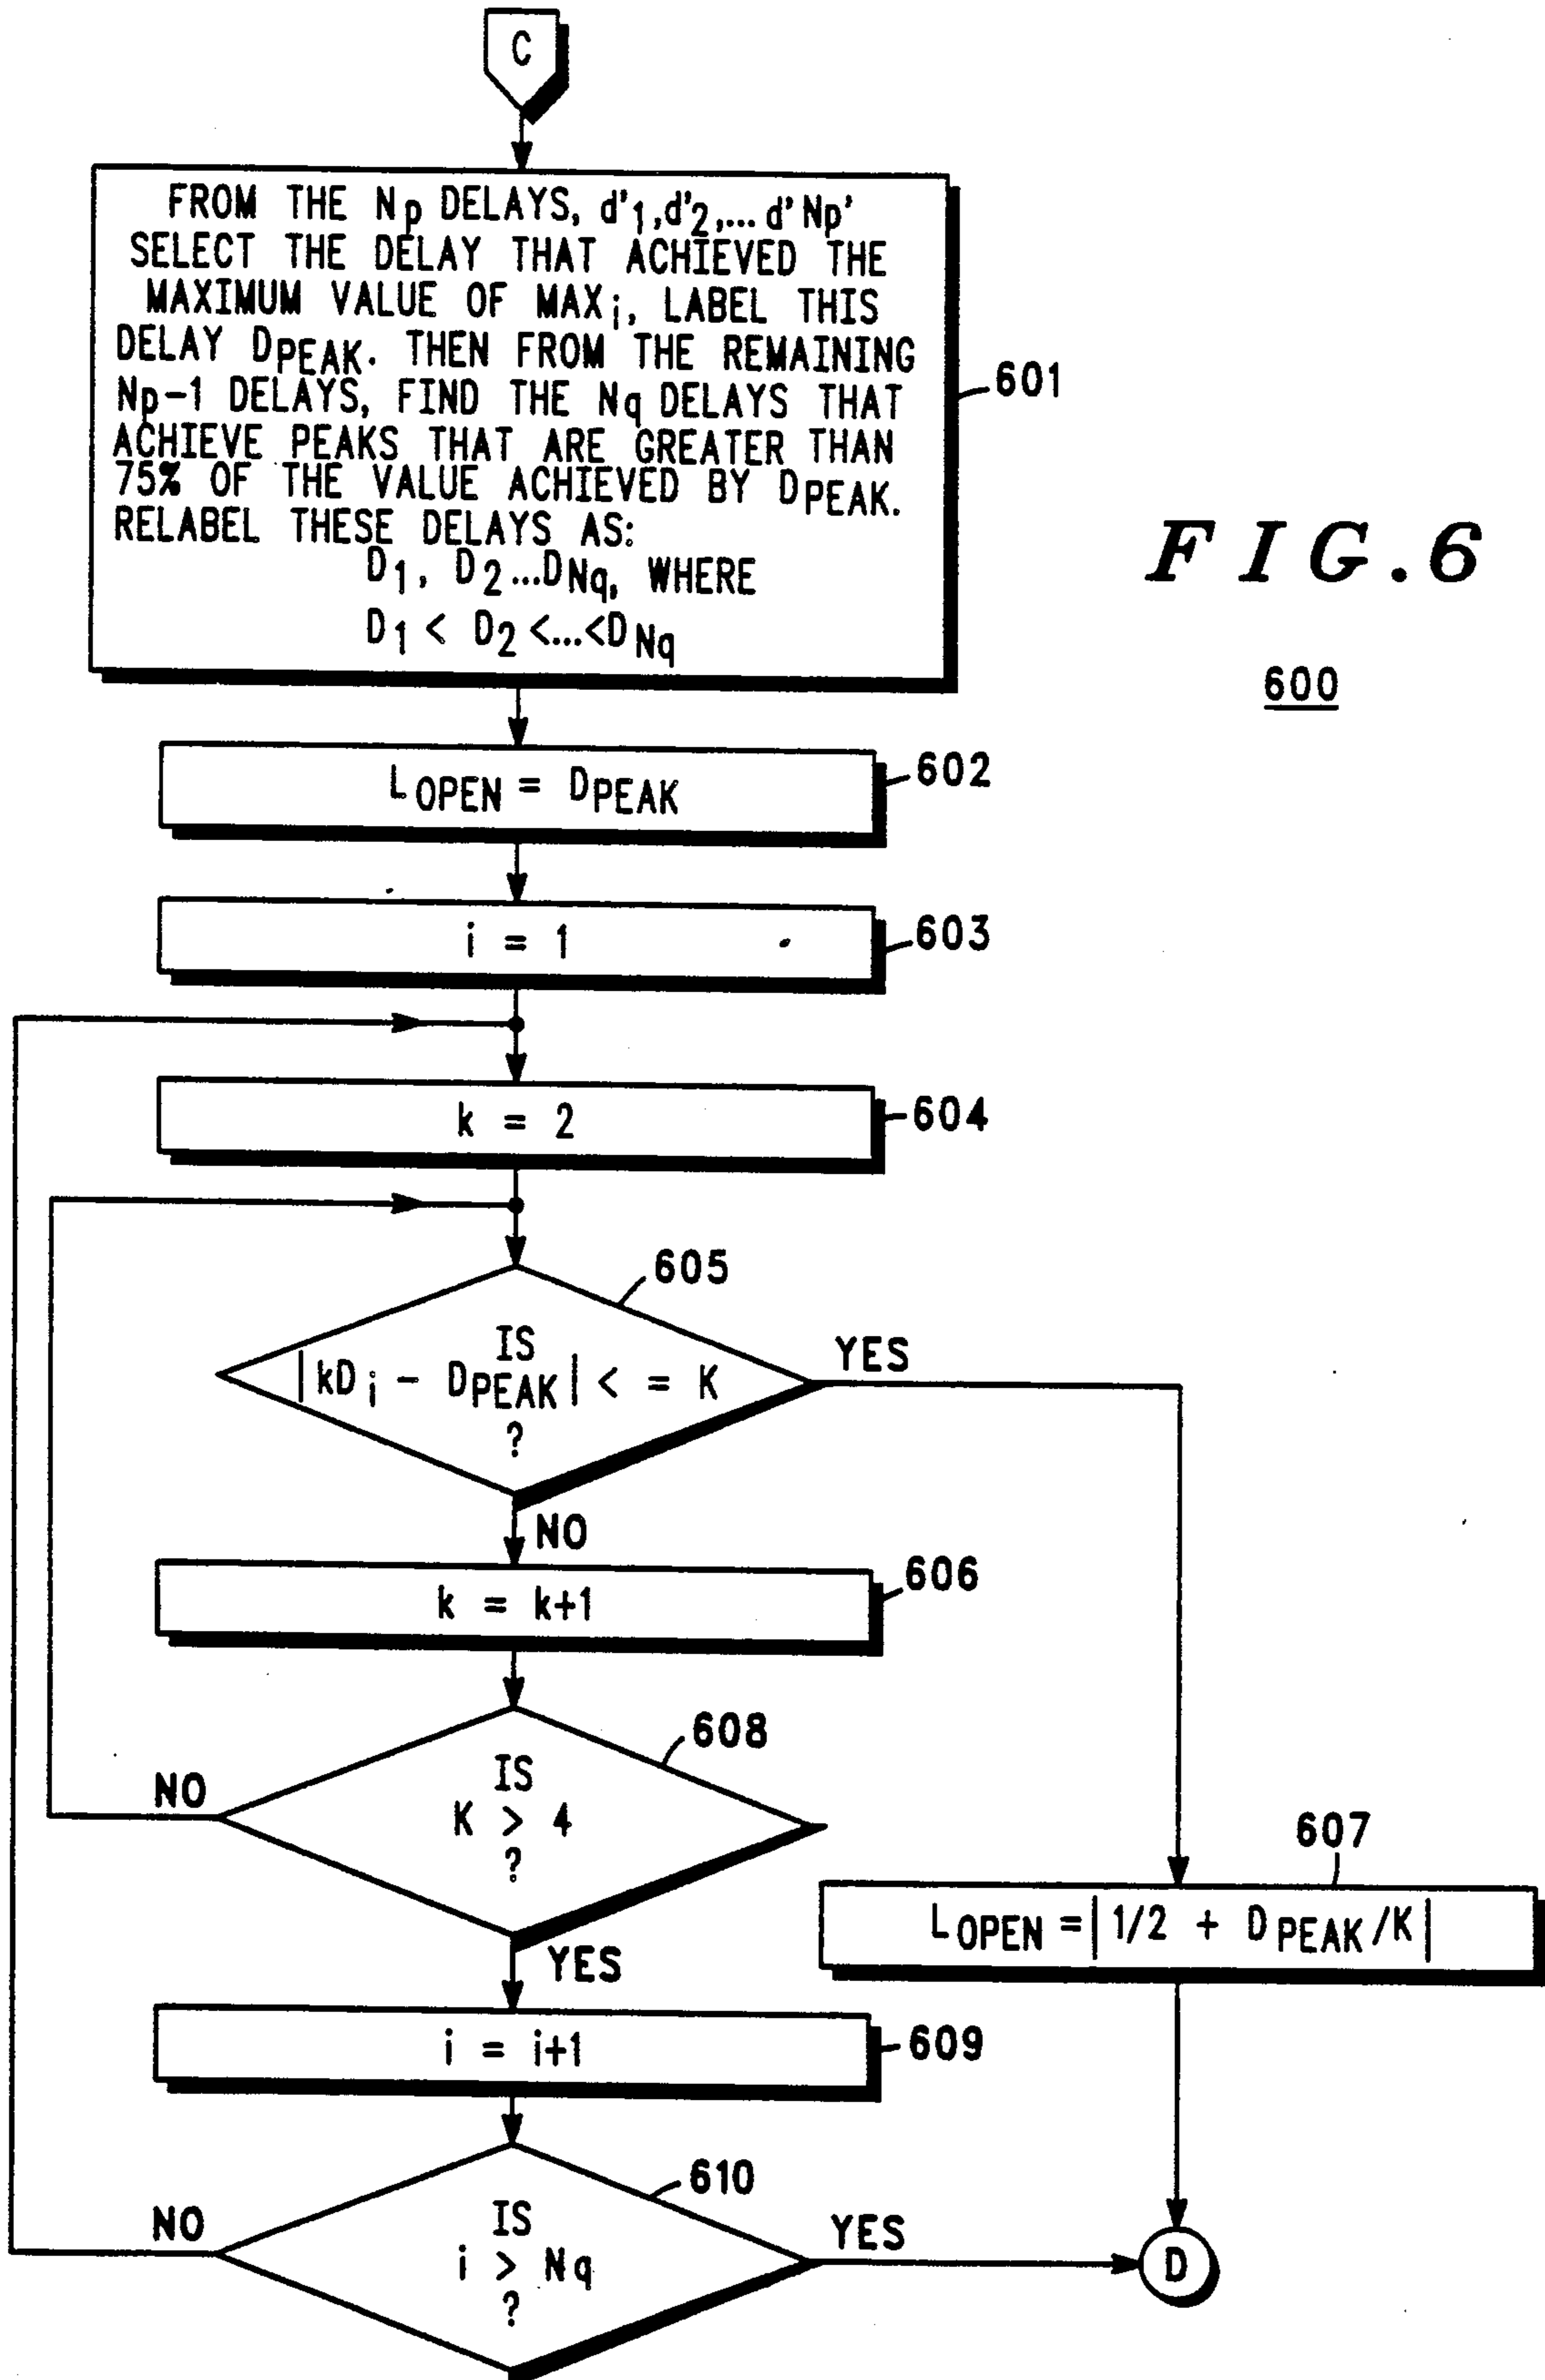 C
FROM THE Np DELAYS, d'1,d'2,... d'Np'
SELECT THE DELAY THAT ACHIEVED THE
MAXIMUM VALUE OF MAXi, LABEL THIS
DELAY DPEAK. THEN FROM THE REMAINING
Np-1 DELAYS, FIND THE Nq DELAYS THAT
ACHIEVE PEAKS THAT ARE GREATER THAN
75% OF THE VALUE ACHIEVED BY DPEAK.
RELABEL THESE DELAYS AS:
D1, D2...DNq, WHERE
D1 < D2 <...<DNq
601
FIG.6
600
LOPEN = DPEAK
602
i = 1
603
k = 2
604
605
IS
|kDi - DPEAK| < = K
?
YES
NO
k = k+1
606
608
IS
K > 4
?
NO
YES
607
LOPEN =|1/2 + DPEAK/K|
i = i+1
609
610
IS
i > Nq
?
NO
YES
D